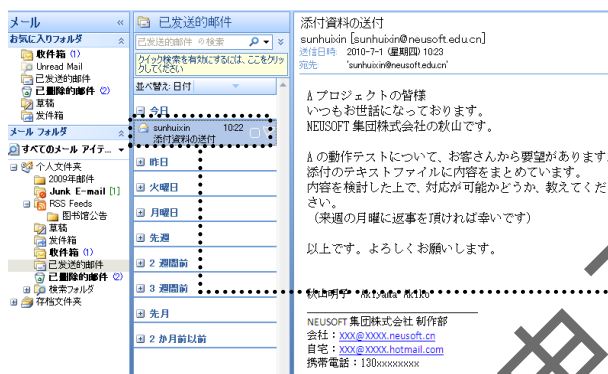 メール «
お気に入りフォルダ
收件箱 (1)
Unread Mail
已发送的邮件
已删除的邮件 (2)
草稿
发件箱
メール フォルダ
すべてのメール アイテ...
个人文件夹
2009年邮件
Junk E-mail [1]
RSS Feeds
图书馆公告
草稿
发件箱
收件箱 (1)
已发送的邮件
已删除的邮件 (2)
検索フォルダ
存档文件夹
已发送的邮件
已发送的邮件 の検索
クイック検索を有効にするには、ここをクリッ
クしてください
並べ替え: 日付
今日
sunhuixin 10:22
添付資料の送付
昨日
火曜日
月曜日
先週
2 週間前
3 週間前
先月
2 か月前以前
添付資料の送付
sunhuixin [sunhuixin@neusoft.edu.cn]
送信日時: 2010-7-1 (星期四) 10:23
宛先: 'sunhuixin@neusoft.edu.cn'
A プロジェクトの皆様
いつもお世話になっております。
NEUSOFT 集団株式会社の秋山です。
A の動作テストについて、お客さんから要望があります。
添付のテキストファイルに内容をまとめています。
内容を検討した上で、対応が可能かどうか、教えてくだ
さい。
(来週の月曜に返事を頂ければ幸いです)
以上です。よろしくお願いします。
秋山明子 Akiyama Akiko
NEUSOFT 集団株式会社 制作部
会社：XXX@XXXX.neusoft.cn
自宅：XXX@XXXX.hotmail.com
携帯電話：130xxxxxxxx